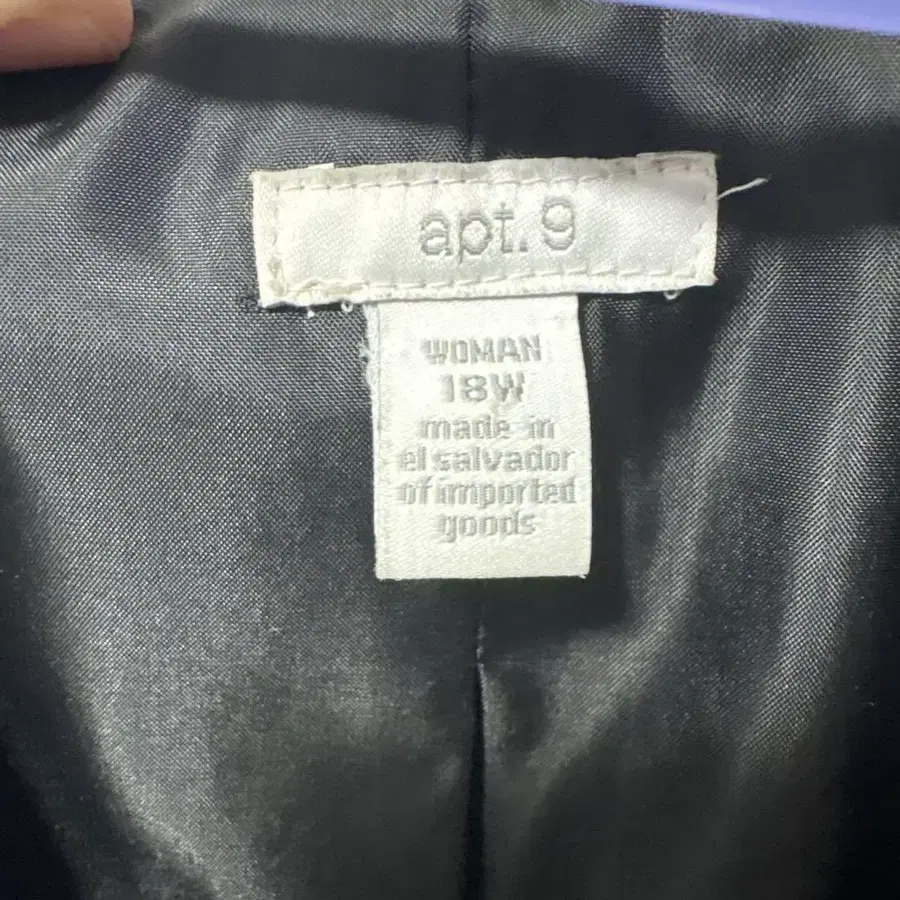 apt. 9
WOMAN
18W
made in
el salvador
of imported
goods